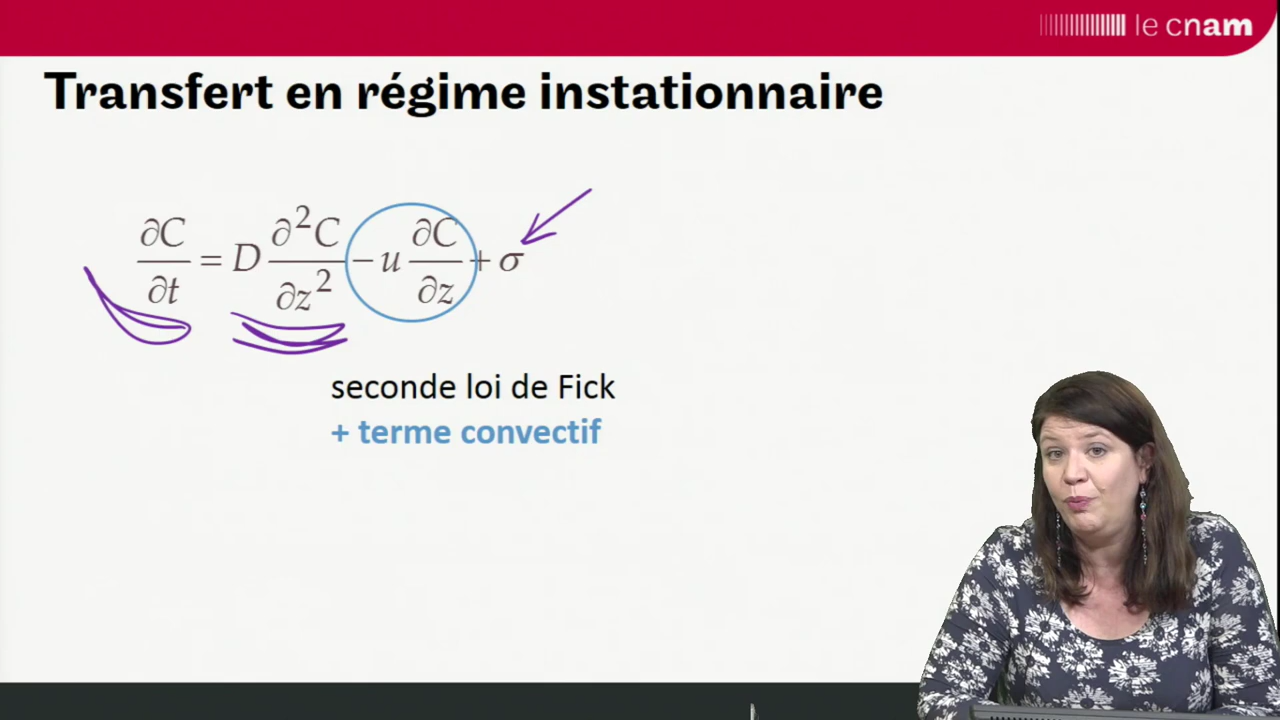 le cnam
Transfert en régime instationnaire
∂C/∂t = D ∂²C/∂z² − u ∂C/∂z + σ
seconde loi de Fick
+ terme convectif